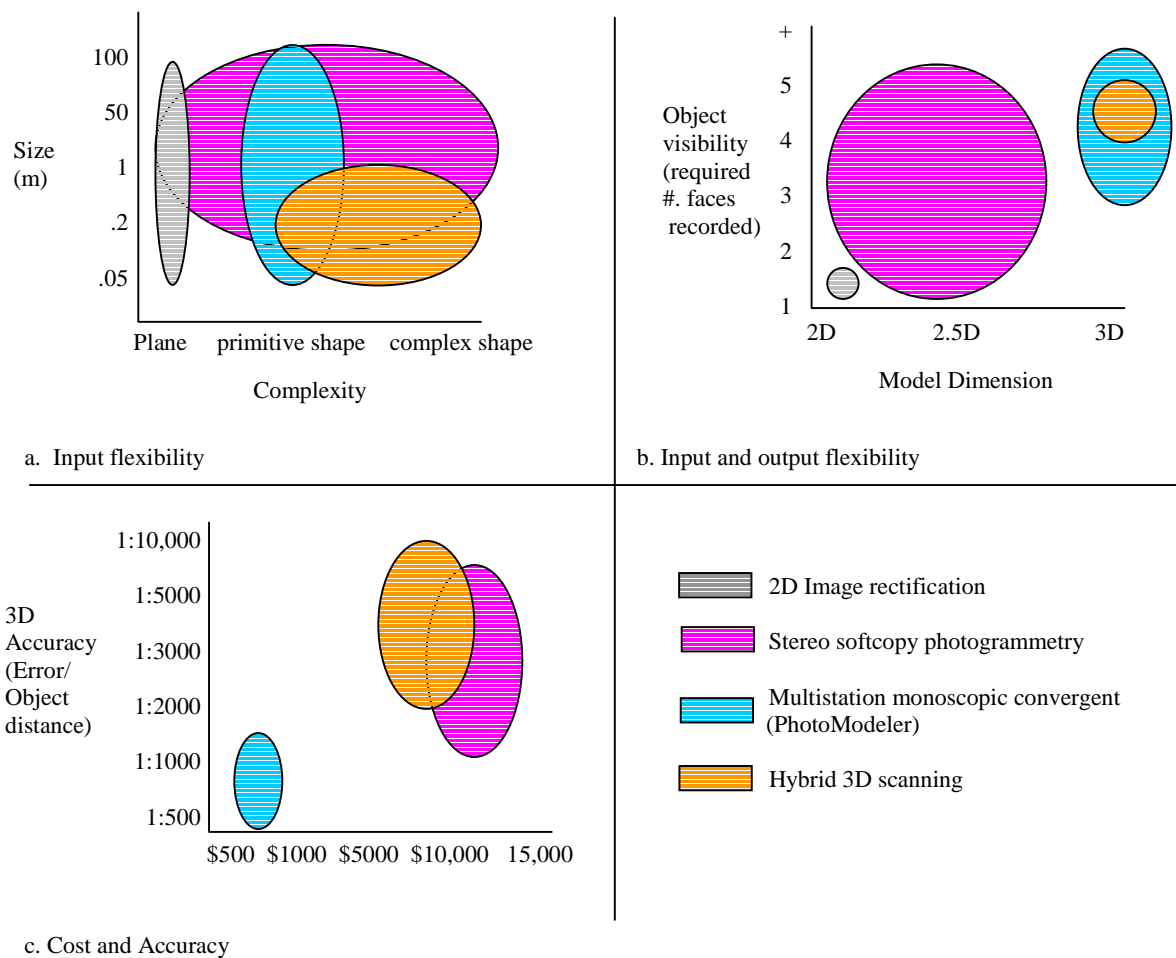 100
50
Size
(m)
1
.2
.05
Plane primitive shape complex shape
Complexity
a. Input flexibility
+
5
4
3
2
1
Object
visibility
(required
#. faces
recorded)
2D 2.5D 3D
Model Dimension
b. Input and output flexibility
1:10,000
1:5000
1:3000
1:2000
1:1000
1:500
3D
Accuracy
(Error/
Object
distance)
$500 $1000 $5000 $10,000 15,000
c. Cost and Accuracy
2D Image rectification
Stereo softcopy photogrammetry
Multistation monoscopic convergent
(PhotoModeler)
Hybrid 3D scanning